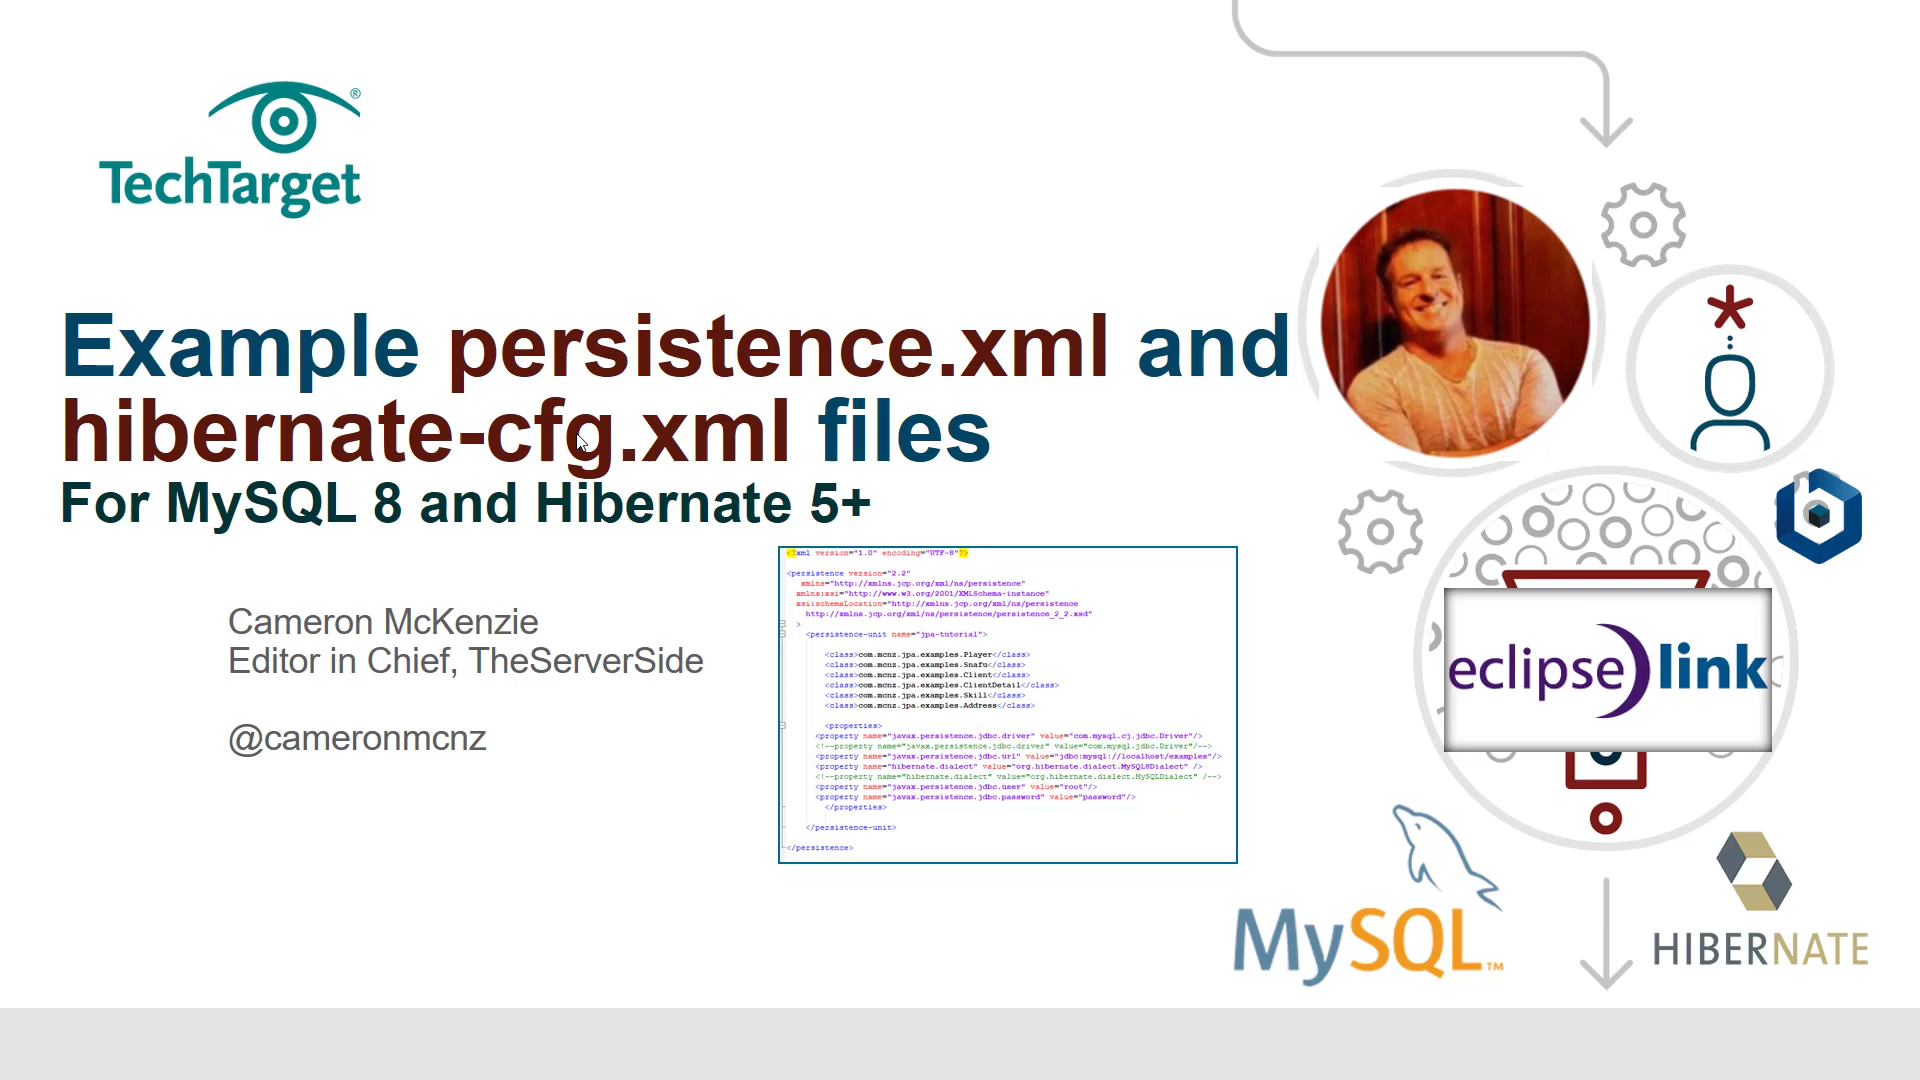 TechTarget®
Example persistence.xml and
hibernate-cfg.xml files
For MySQL 8 and Hibernate 5+
Cameron McKenzie
Editor in Chief, TheServerSide
@cameronmcnz
<?xml version="1.0" encoding="UTF-8"?>
<persistence version="2.2"
xmlns="http://xmlns.jcp.org/xml/ns/persistence"
xmlns:xsi="http://www.w3.org/2001/XMLSchema-instance"
xsi:schemaLocation="http://xmlns.jcp.org/xml/ns/persistence
http://xmlns.jcp.org/xml/ns/persistence/persistence_2_2.xsd"
>
<persistence-unit name="jpa-tutorial">
<class>com.mcnz.jpa.examples.Player</class>
<class>com.mcnz.jpa.examples.Snafu</class>
<class>com.mcnz.jpa.examples.Client</class>
<class>com.mcnz.jpa.examples.ClientDetail</class>
<class>com.mcnz.jpa.examples.Skill</class>
<class>com.mcnz.jpa.examples.Address</class>
<properties>
<property name="javax.persistence.jdbc.driver" value="com.mysql.cj.jdbc.Driver"/>
<!--property name="javax.persistence.jdbc.driver" value="com.mysql.jdbc.Driver"/-->
<property name="javax.persistence.jdbc.url" value="jdbc:mysql://localhost/examples"/>
<property name="hibernate.dialect" value="org.hibernate.dialect.MySQL8Dialect" />
<!--property name="hibernate.dialect" value="org.hibernate.dialect.MySQLDialect" /-->
<property name="javax.persistence.jdbc.user" value="root"/>
<property name="javax.persistence.jdbc.password" value="password"/>
</properties>
</persistence-unit>
</persistence>
eclipse link
MySQL™
HIBERNATE